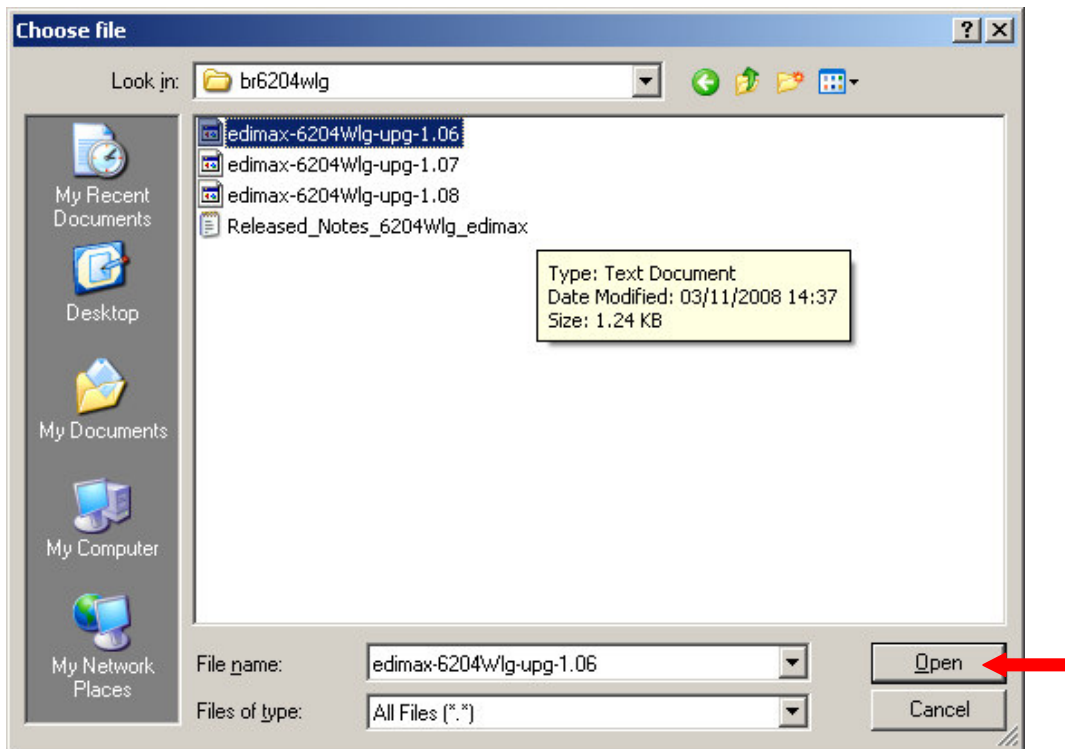 Choose file
Look in:
br6204wlg
My Recent
Documents
Desktop
My Documents
My Computer
My Network
Places
edimax-6204Wlg-upg-1.06
edimax-6204Wlg-upg-1.07
edimax-6204Wlg-upg-1.08
Released_Notes_6204Wlg_edimax
Type: Text Document
Date Modified: 03/11/2008 14:37
Size: 1.24 KB
File name:
edimax-6204Wlg-upg-1.06
Open
Files of type:
All Files (*.*)
Cancel